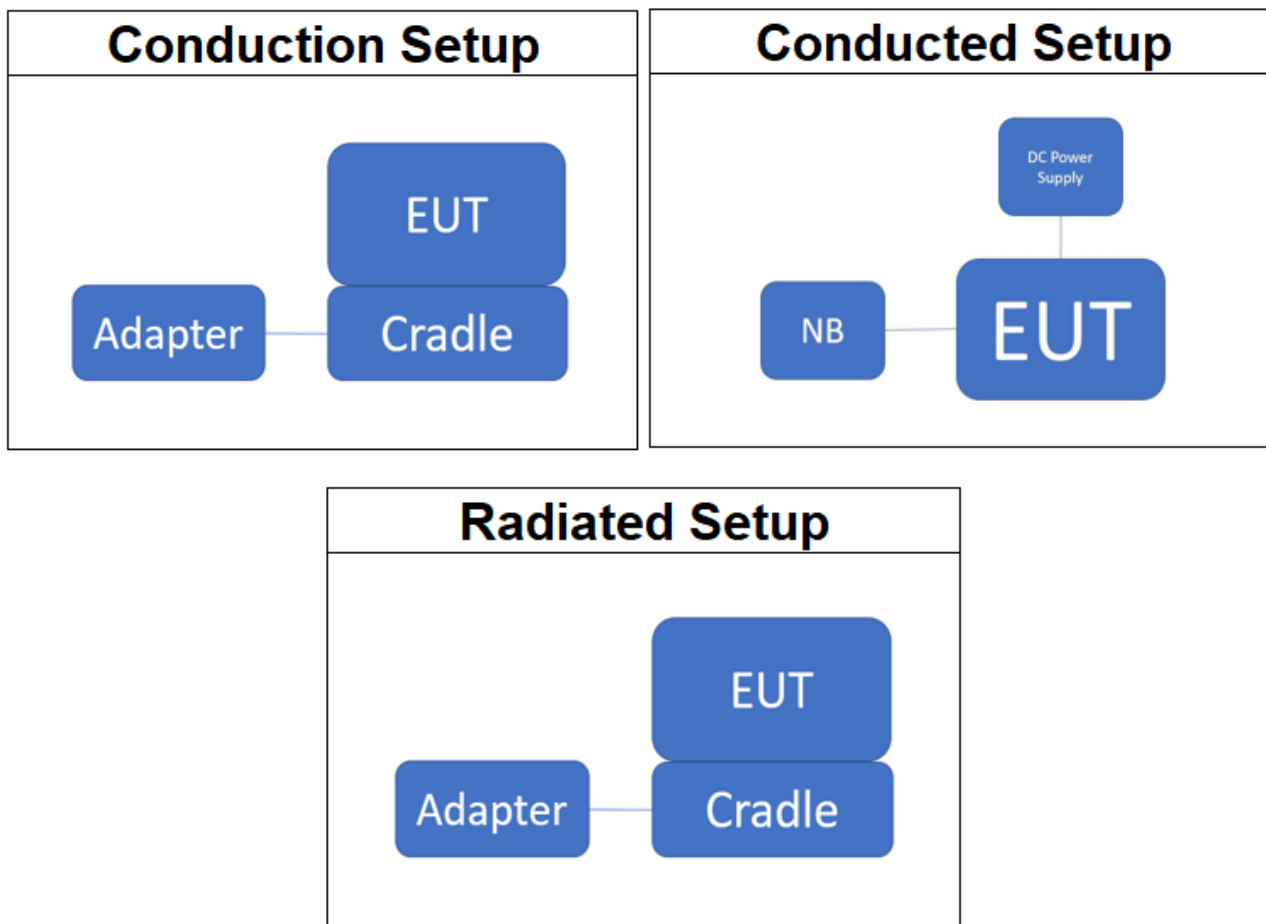 Conduction Setup
EUT
Adapter
Cradle
Conducted Setup
DC Power
Supply
NB
EUT
Radiated Setup
EUT
Adapter
Cradle